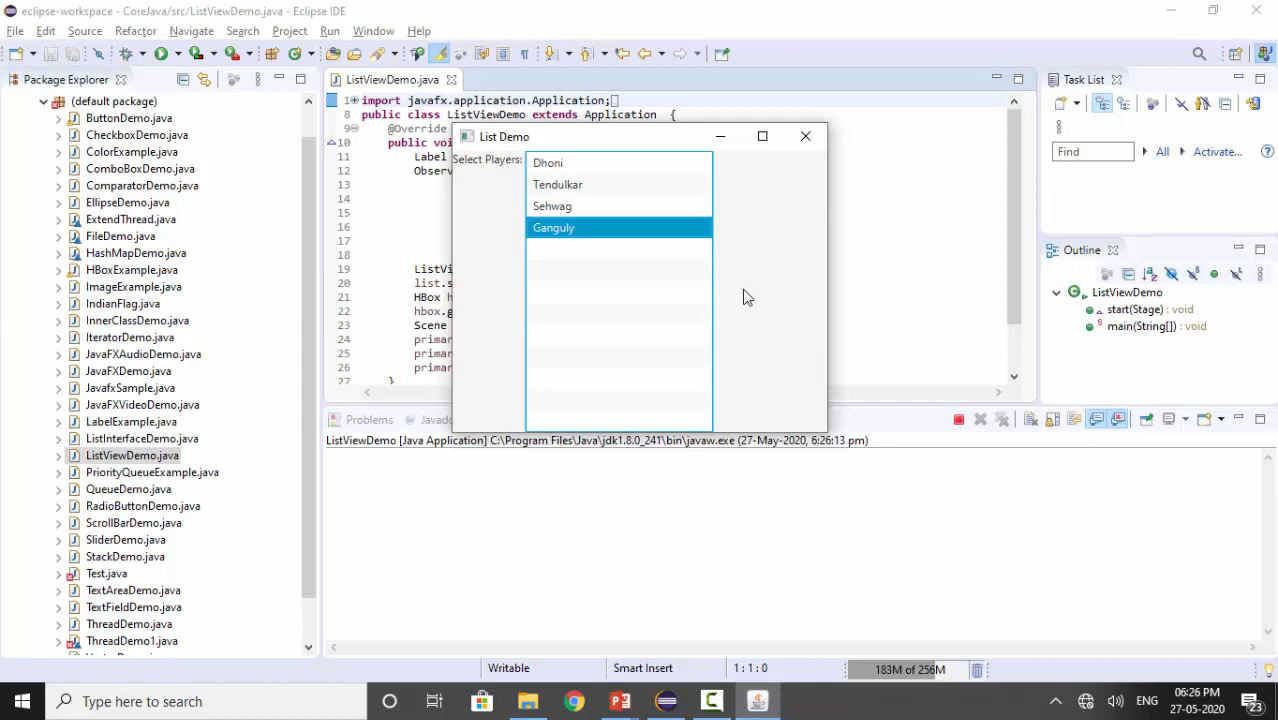 eclipse-workspace - CoreJava/src/ListViewDemo.java - Eclipse IDE
File Edit Source Refactor Navigate Search Project Run Window Help
Package Explorer
(default package)
ButtonDemo.java
CheckboxDemo.java
ColorExample.java
ComboBoxDemo.java
ComparatorDemo.java
EllipseDemo.java
ExtendThread.java
FileDemo.java
HashMapDemo.java
HBoxExample.java
ImageExample.java
IndianFlag.java
InnerClassDemo.java
IteratorDemo.java
JavaFXAudioDemo.java
JavaFXDemo.java
JavafxSample.java
JavaFXVideoDemo.java
LabelExample.java
ListInterfaceDemo.java
ListViewDemo.java
PriorityQueueExample.java
QueueDemo.java
RadioButtonDemo.java
ScrollBarDemo.java
SliderDemo.java
StackDemo.java
Test.java
TextAreaDemo.java
TextFieldDemo.java
ThreadDemo.java
ThreadDemo1.java
ListViewDemo.java
1 import javafx.application.Application;
8 public class ListViewDemo extends Application {
9 @Override
10 public voi
11 Label
12 Observ
13
14
15
16
17
18
19 ListVi
20 list.s
21 HBox h
22 hbox.g
23 Scene
24 primar
25 primar
26 primar
27 }
List Demo
Select Players:
Dhoni
Tendulkar
Sehwag
Ganguly
Task List
Find All Activate...
Outline
ListViewDemo
start(Stage) : void
main(String[]) : void
Problems Javado
ListViewDemo [Java Application] C:\Program Files\Java\jdk1.8.0_241\bin\javaw.exe (27-May-2020, 6:26:13 pm)
Writable Smart Insert 1 : 1 : 0 183M of 256M
Type here to search
ENG
06:26 PM
27-05-2020
23